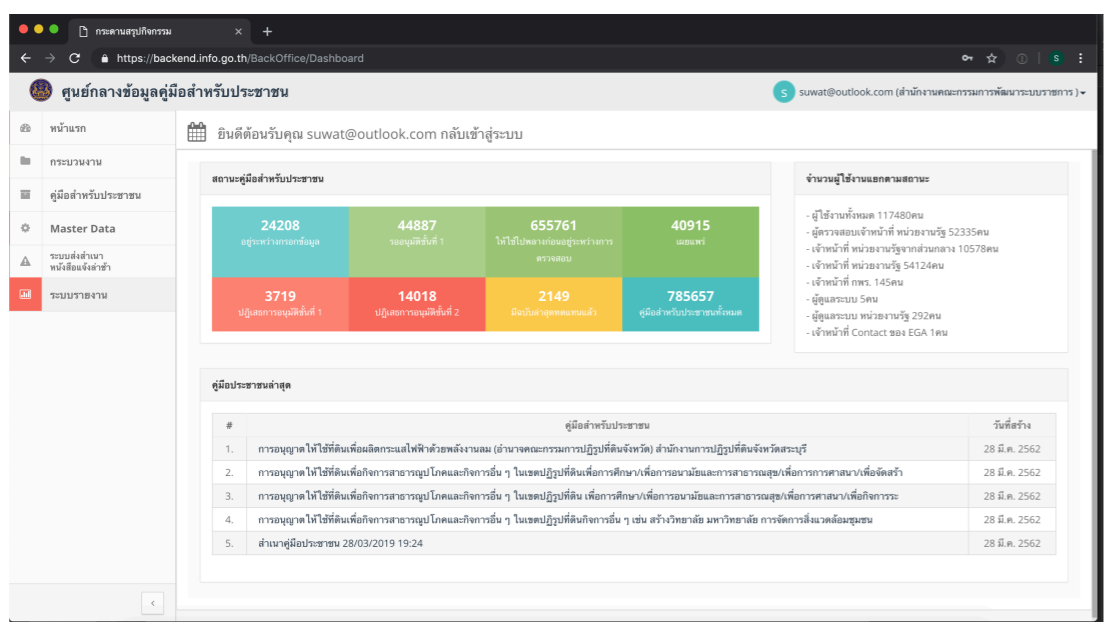 กระดานสรุปกิจกรรม
https://backend.info.go.th/BackOffice/Dashboard
S
ศูนย์กลางข้อมูลคู่มือสำหรับประชาชน
S suwat@outlook.com (สำนักงานคณะกรรมการพัฒนาระบบราชการ )
หน้าแรก
กระบวนงาน
คู่มือสำหรับประชาชน
Master Data
ระบบส่งสำเนา
หนังสือแจ้งล่าช้า
ระบบรายงาน
ยินดีต้อนรับคุณ suwat@outlook.com กลับเข้าสู่ระบบ
สถานะคู่มือสำหรับประชาชน
24208
อยู่ระหว่างกรอกข้อมูล
44887
รออนุมัติขั้นที่ 1
655761
ให้ใช้ไปพลางก่อนอยู่ระหว่างการ
ตรวจสอบ
40915
เผยแพร่
3719
ปฏิเสธการอนุมัติขั้นที่ 1
14018
ปฏิเสธการอนุมัติขั้นที่ 2
2149
มีฉบับล่าสุดทดแทนแล้ว
785657
คู่มือสำหรับประชาชนทั้งหมด
จำนวนผู้ใช้งานแยกตามสถานะ
- ผู้ใช้งานทั้งหมด 117480คน
- ผู้ตรวจสอบเจ้าหน้าที่ หน่วยงานรัฐ 52335คน
- เจ้าหน้าที่ หน่วยงานรัฐจากส่วนกลาง 10578คน
- เจ้าหน้าที่ หน่วยงานรัฐ 54124คน
- เจ้าหน้าที่ กพร. 145คน
- ผู้ดูแลระบบ 5คน
- ผู้ดูแลระบบ หน่วยงานรัฐ 292คน
- เจ้าหน้าที่ Contact ของ EGA 1คน
คู่มือประชาชนล่าสุด
# คู่มือสำหรับประชาชน วันที่สร้าง
1. การอนุญาตให้ใช้ที่ดินเพื่อผลิตกระแสไฟฟ้าด้วยพลังงานลม (อำนาจคณะกรรมการปฏิรูปที่ดินจังหวัด) สำนักงานการปฏิรูปที่ดินจังหวัดสระบุรี 28 มี.ค. 2562
2. การอนุญาตให้ใช้ที่ดินเพื่อกิจการสาธารณูปโภคและกิจการอื่น ๆ ในเขตปฏิรูปที่ดินเพื่อการศึกษา/เพื่อการอนามัยและการสาธารณสุข/เพื่อการการศาสนา/เพื่อจัดสร้า 28 มี.ค. 2562
3. การอนุญาตให้ใช้ที่ดินเพื่อกิจการสาธารณูปโภคและกิจการอื่น ๆ ในเขตปฏิรูปที่ดิน เพื่อการศึกษา/เพื่อการอนามัยและการสาธารณสุข/เพื่อการศาสนา/เพื่อกิจการระ 28 มี.ค. 2562
4. การอนุญาตให้ใช้ที่ดินเพื่อกิจการสาธารณูปโภคและกิจการอื่น ๆ ในเขตปฏิรูปที่ดินกิจการอื่น ๆ เช่น สร้างวิทยาลัย มหาวิทยาลัย การจัดการสิ่งแวดล้อมชุมชน 28 มี.ค. 2562
5. สำเนาคู่มือประชาชน 28/03/2019 19:24 28 มี.ค. 2562